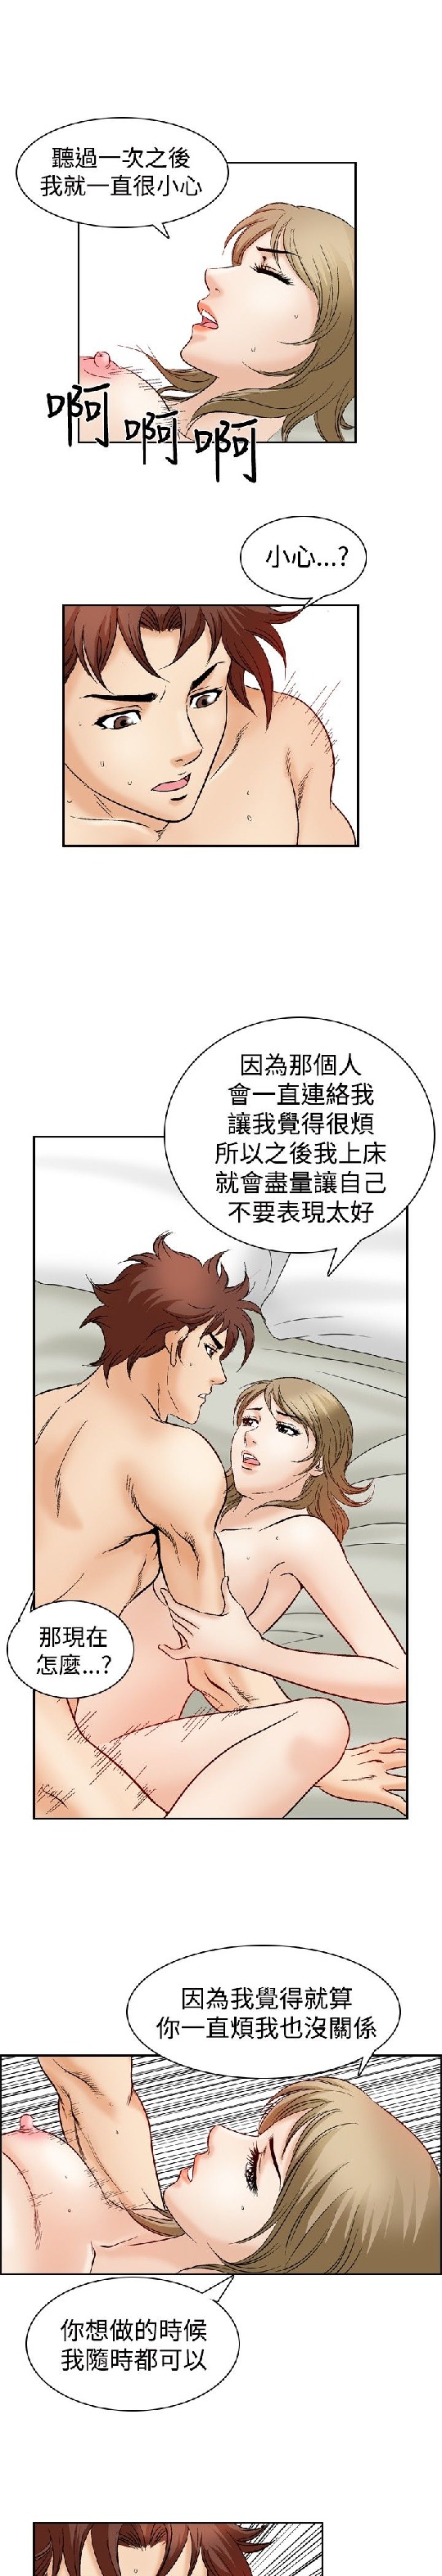 聽過一次之後
我就一直很小心
啊
啊
啊
小心...?
因為那個人
會一直連絡我
讓我覺得很煩
所以之後我上床
就會盡量讓自己
不要表現太好
那現在
怎麼...?
因為我覺得就算
你一直煩我也沒關係
你想做的時候
我隨時都可以